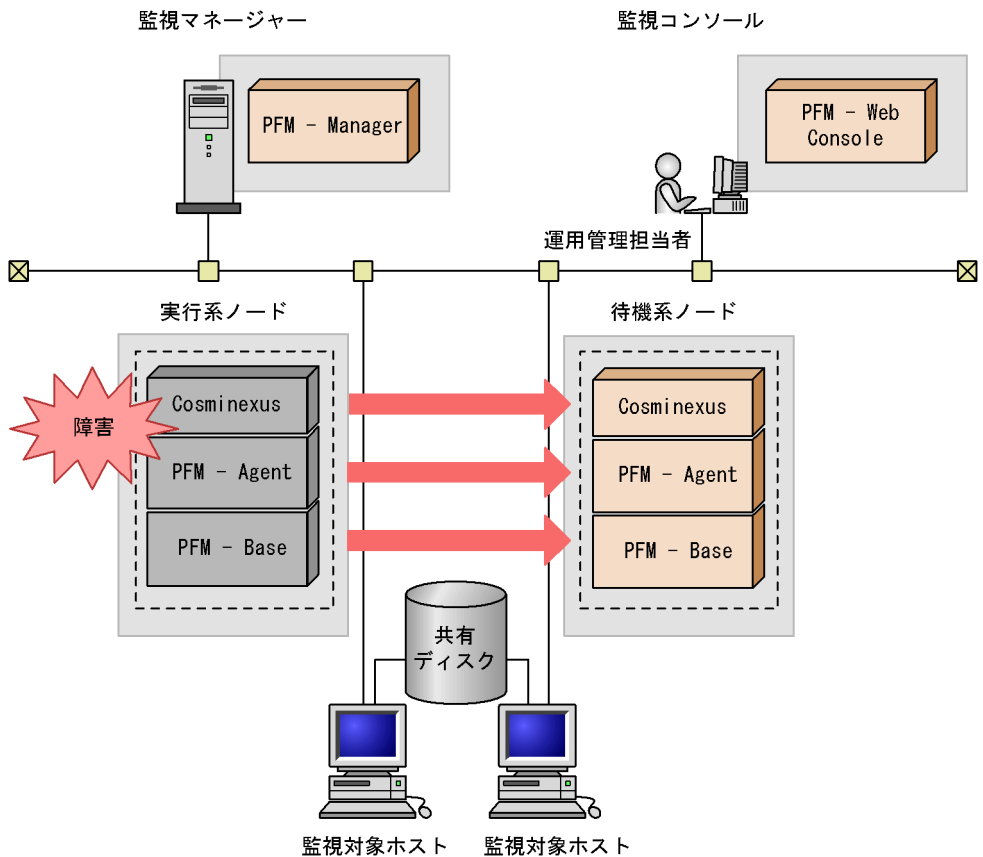 監視マネージャー
監視コンソール
PFM - Manager
PFM - Web
Console
運用管理担当者
実行系ノード
待機系ノード
障害
Cosminexus
PFM - Agent
PFM - Base
Cosminexus
PFM - Agent
PFM - Base
共有
ディスク
監視対象ホスト
監視対象ホスト